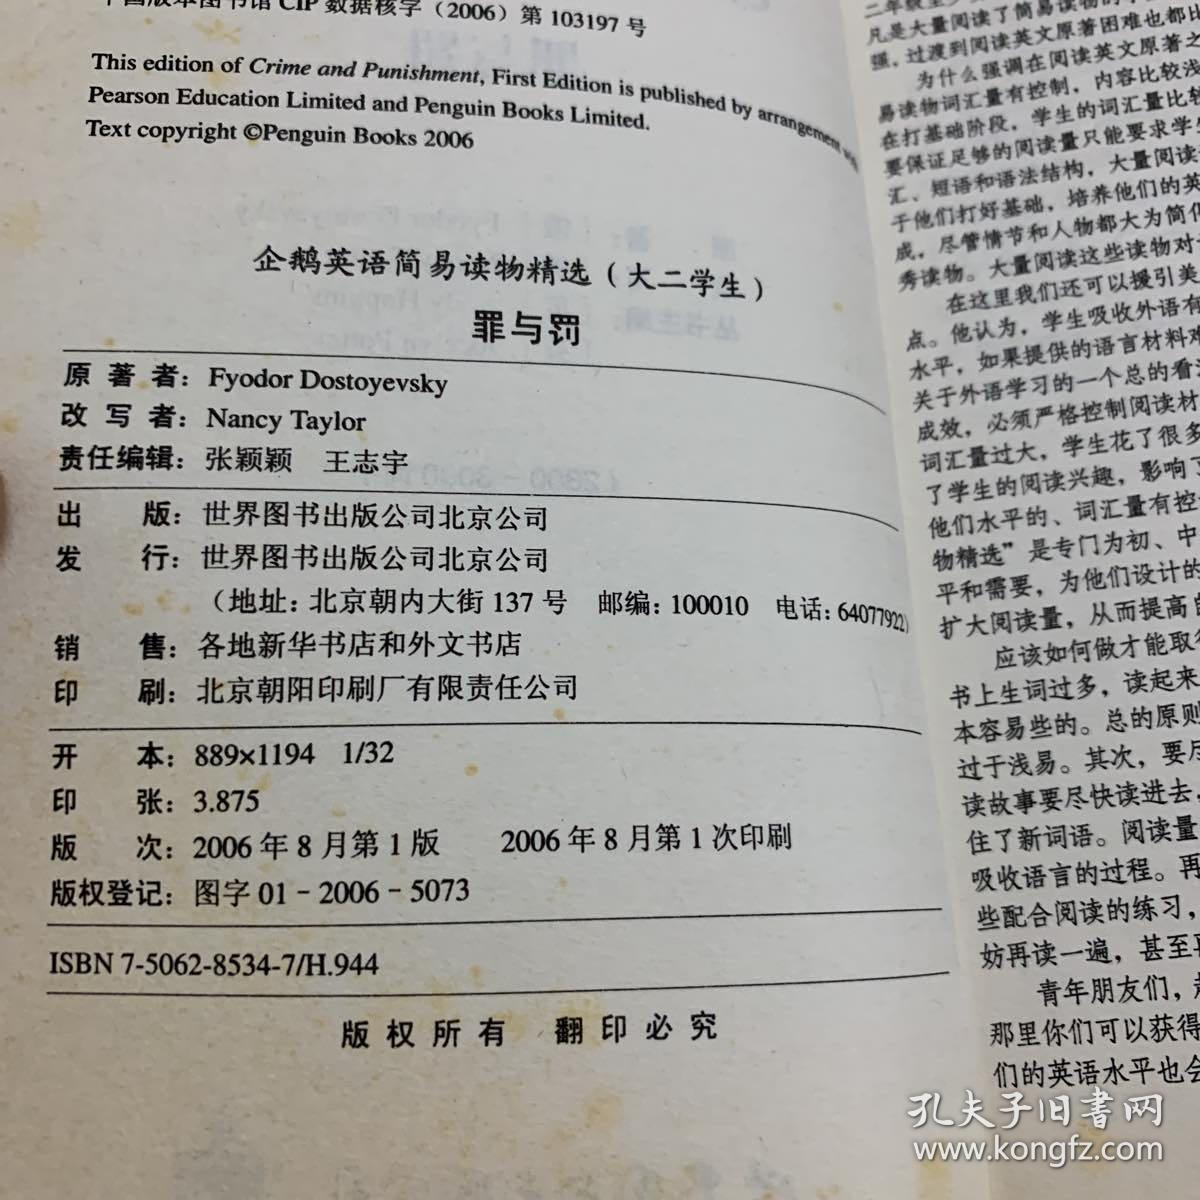 中国版本图书馆 CIP 数据核字（2006）第 103197 号
This edition of Crime and Punishment, First Edition is published by arrangement with
Pearson Education Limited and Penguin Books Limited.
Text copyright ©Penguin Books 2006
企鹅英语简易读物精选（大二学生）
罪与罚
原著者：Fyodor Dostoyevsky
改写者：Nancy Taylor
责任编辑：张颖颖 王志宇
出版：世界图书出版公司北京公司
发行：世界图书出版公司北京公司
（地址：北京朝内大街 137 号 邮编：100010 电话：64077922）
销售：各地新华书店和外文书店
印刷：北京朝阳印刷厂有限责任公司
开本：889×1194 1/32
印张：3.875
版次：2006 年 8 月第 1 版 2006 年 8 月第 1 次印刷
版权登记：图字 01－2006－5073
ISBN 7-5062-8534-7/H.944
版权所有 翻印必究
凡是大量阅读了简易读物的
强，过渡到阅读英文原著困难也都比
为什么强调在阅读英文原著之
易读物词汇量有控制，内容比较浅
在打基础阶段，学生的词汇量比较
要保证足够的阅读量只能要求学生
汇、短语和语法结构，大量阅读
于他们打好基础，培养他们的英
成，尽管情节和人物都大为简化
秀读物。大量阅读这些读物对
在这里我们还可以援引美
点。他认为，学生吸收外语有
水平，如果提供的语言材料难
关于外语学习的一个总的看法
成效，必须严格控制阅读材
词汇量过大，学生花了很多
了学生的阅读兴趣，影响了
他们水平的、词汇量有控
物精选”是专门为初、中
平和需要，为他们设计的
扩大阅读量，从而提高自
应该如何做才能取得
书上生词过多，读起来
本容易些的。总的原则
过于浅易。其次，要尽
读故事要尽快读进去，
住了新词语。阅读量
吸收语言的过程。再
些配合阅读的练习，
妨再读一遍，甚至再
青年朋友们，
那里你们可以获得
们的英语水平也会
孔夫子旧书网
www.kongfz.com